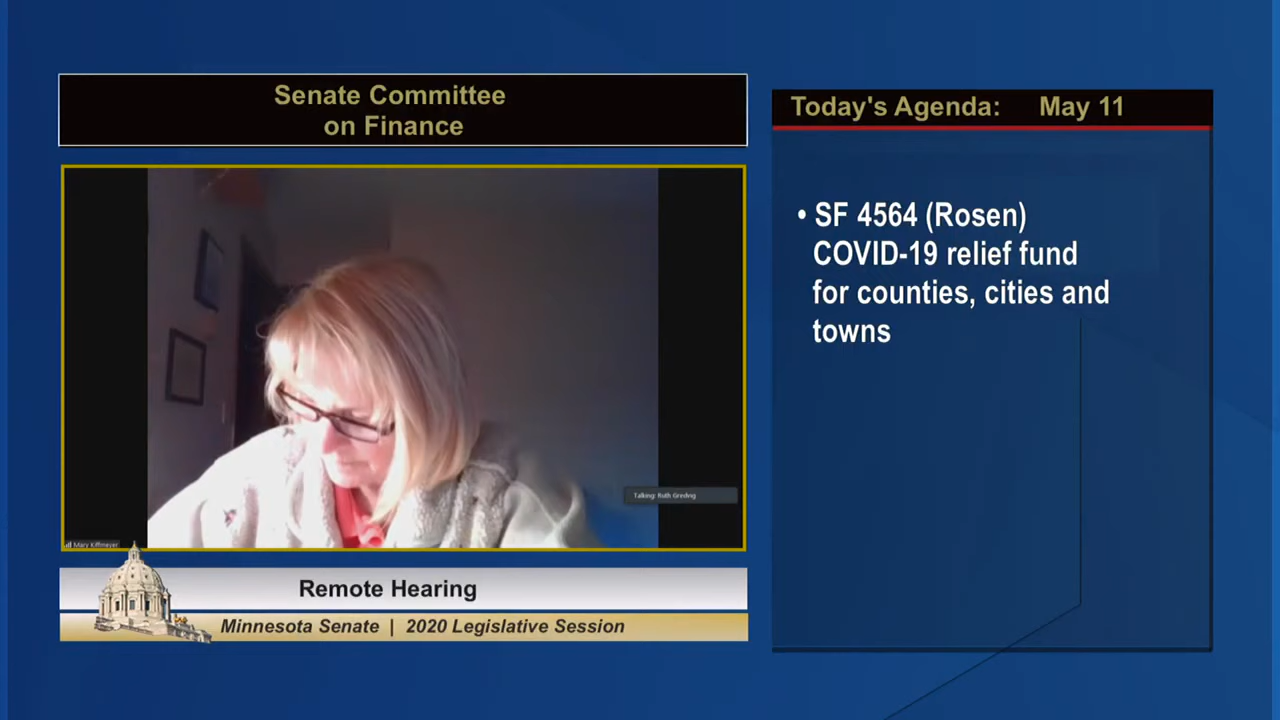 Senate Committee
on Finance
Today's Agenda: May 11
• SF 4564 (Rosen)
COVID-19 relief fund
for counties, cities and
towns
Talking: Ruth Greding
Mary Kiffmeyer
Remote Hearing
Minnesota Senate | 2020 Legislative Session